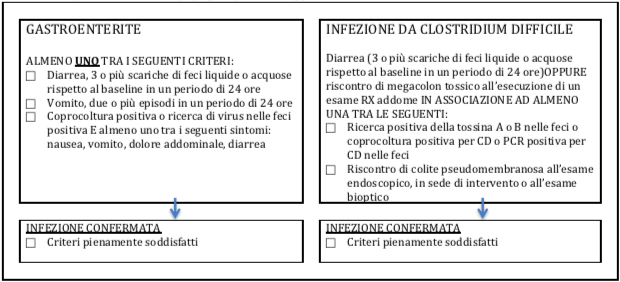 GASTROENTERITE
ALMENO UNO TRA I SEGUENTI CRITERI:
☐ Diarrea, 3 o più scariche di feci liquide o acquose
rispetto al baseline in un periodo di 24 ore
☐ Vomito, due o più episodi in un periodo di 24 ore
☐ Coprocoltura positiva o ricerca di virus nelle feci
positiva E almeno uno tra i seguenti sintomi:
nausea, vomito, dolore addominale, diarrea
INFEZIONE CONFERMATA
☐ Criteri pienamente soddisfatti
INFEZIONE DA CLOSTRIDIUM DIFFICILE
Diarrea (3 o più scariche di feci liquide o acquose
rispetto al baseline in un periodo di 24 ore)OPPURE
riscontro di megacolon tossico all'esecuzione di un
esame RX addome IN ASSOCIAZIONE AD ALMENO
UNA TRA LE SEGUENTI:
☐ Ricerca positiva della tossina A o B nelle feci o
coprocoltura positiva per CD o PCR positiva per
CD nelle feci
☐ Riscontro di colite pseudomembranosa all'esame
endoscopico, in sede di intervento o all'esame
bioptico
INFEZIONE CONFERMATA
☐ Criteri pienamente soddisfatti